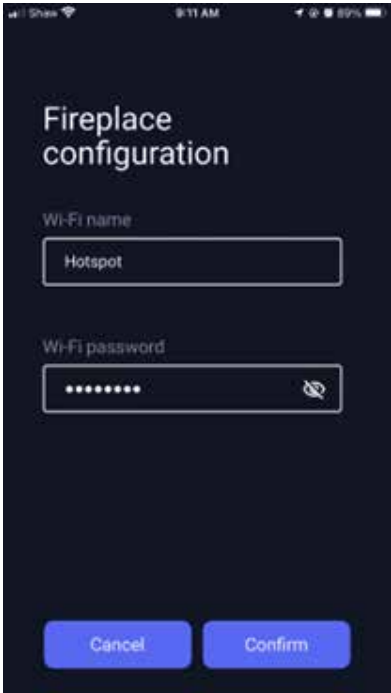 Shaw 9:11 AM 89%
Fireplace
configuration
Wi-Fi name
Hotspot
Wi-Fi password
••••••••
Cancel Confirm